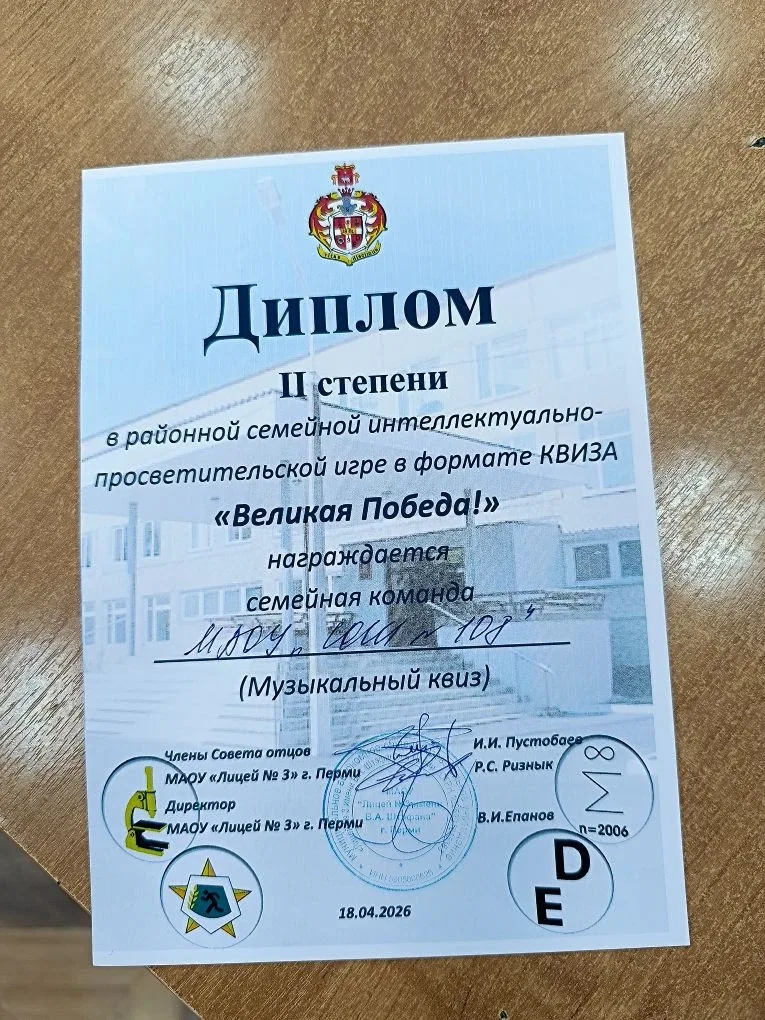 Диплом
II степени
в районной семейной интеллектуально-
просветительской игре в формате КВИЗА
«Великая Победа!»
награждается
семейная команда
МАОУ „СОШ № 108"
(Музыкальный квиз)
Члены Совета отцов
МАОУ «Лицей № 3» г. Перми
И.И. Пустобаев
Р.С. Ризнык
Директор
МАОУ «Лицей № 3» г. Перми
В.И.Епанов
г. Перми
М8
n=2006
D
E
18.04.2026